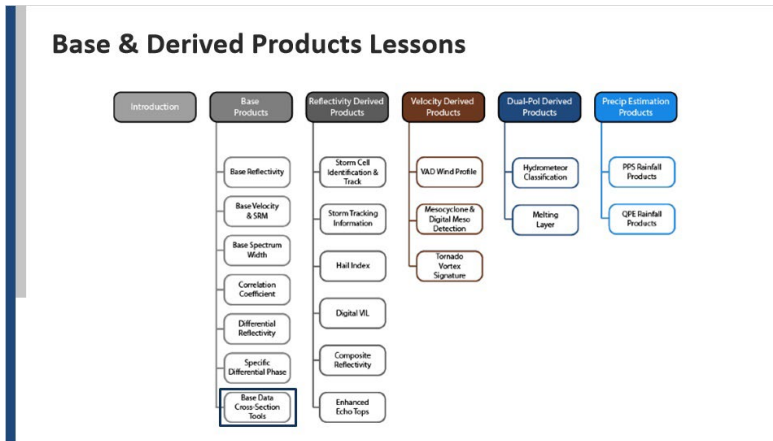 Base & Derived Products Lessons
Introduction
Base
Products
Reflectivity Derived
Products
Velocity Derived
Products
Dual-Pol Derived
Products
Precip Estimation
Products
Base Reflectivity
Base Velocity
& SRM
Base Spectrum
Width
Correlation
Coefficient
Differential
Reflectivity
Specific
Differential Phase
Base Data
Cross-Section
Tools
Storm Cell
Identification &
Track
Storm Tracking
Information
Hail Index
Digital VIL
Composite
Reflectivity
Enhanced
Echo Tops
VAD Wind Profile
Mesocyclone &
Digital Meso
Detection
Tornado
Vortex
Signature
Hydrometeor
Classification
Melting
Layer
PPS Rainfall
Products
QPE Rainfall
Products